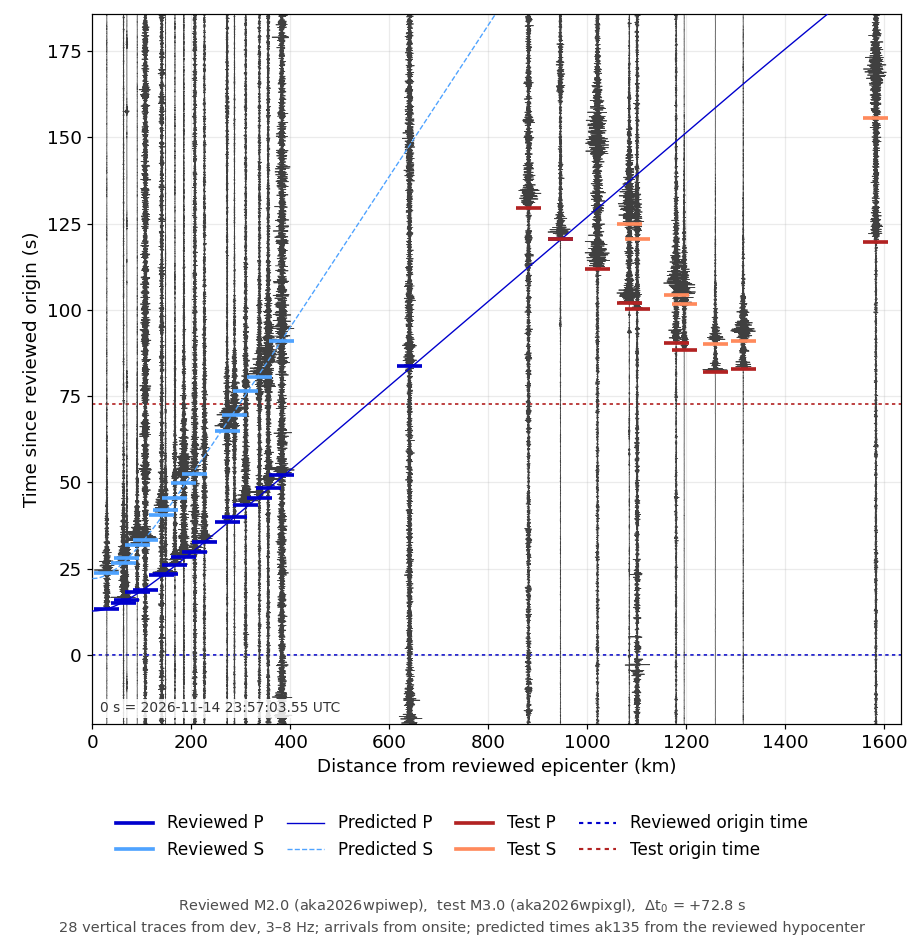 175
150
125
100
75
50
25
0
Time since reviewed origin (s)
0 s = 2026-11-14 23:57:03.55 UTC
0 200 400 600 800 1000 1200 1400 1600
Distance from reviewed epicenter (km)
Reviewed P Predicted P Test P Reviewed origin time
Reviewed S Predicted S Test S Test origin time
Reviewed M2.0 (aka2026wpiwep), test M3.0 (aka2026wpixgl), Δt₀ = +72.8 s
28 vertical traces from dev, 3–8 Hz; arrivals from onsite; predicted times ak135 from the reviewed hypocenter